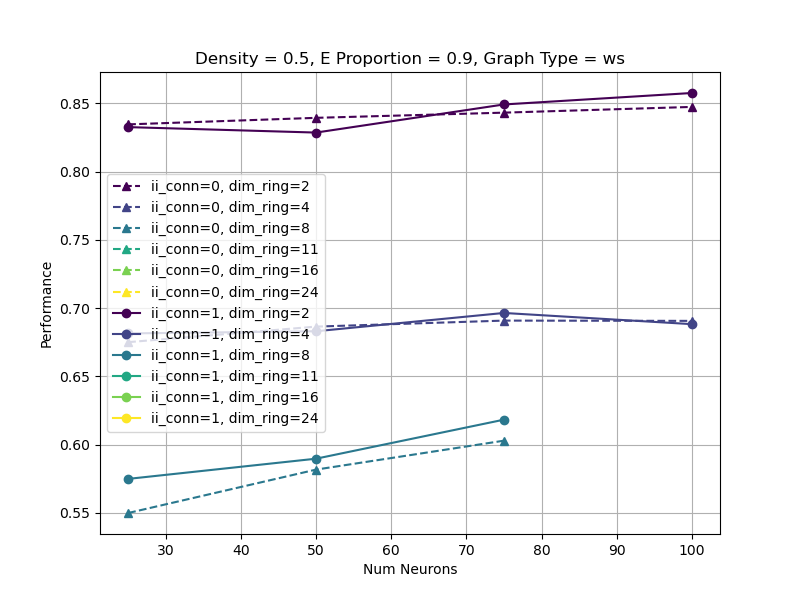 Density = 0.5, E Proportion = 0.9, Graph Type = ws
Performance
0.85
0.80
0.75
0.70
0.65
0.60
0.55
ii_conn=0, dim_ring=2
ii_conn=0, dim_ring=4
ii_conn=0, dim_ring=8
ii_conn=0, dim_ring=11
ii_conn=0, dim_ring=16
ii_conn=0, dim_ring=24
ii_conn=1, dim_ring=2
ii_conn=1, dim_ring=4
ii_conn=1, dim_ring=8
ii_conn=1, dim_ring=11
ii_conn=1, dim_ring=16
ii_conn=1, dim_ring=24
30 40 50 60 70 80 90 100
Num Neurons